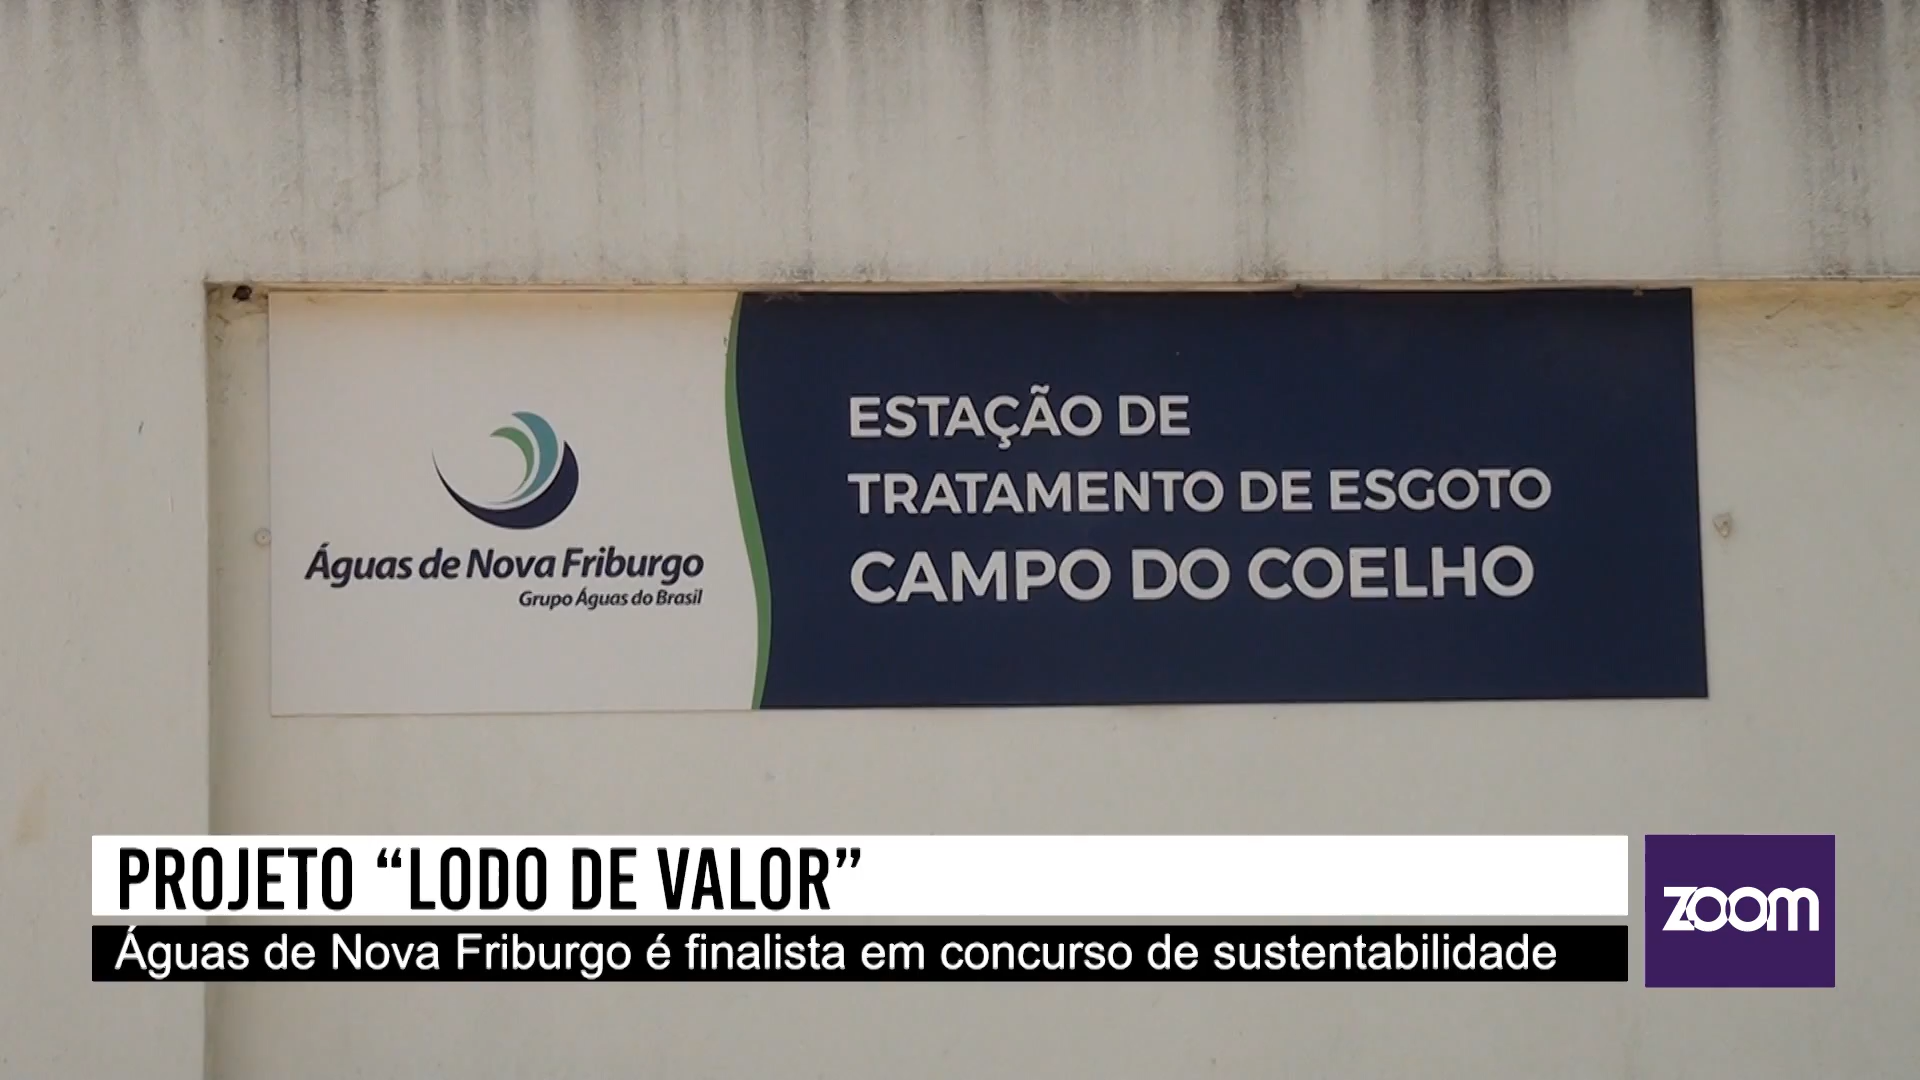 Águas de Nova Friburgo
Grupo Águas do Brasil
ESTAÇÃO DE
TRATAMENTO DE ESGOTO
CAMPO DO COELHO
PROJETO “LODO DE VALOR”
Águas de Nova Friburgo é finalista em concurso de sustentabilidade
zoom